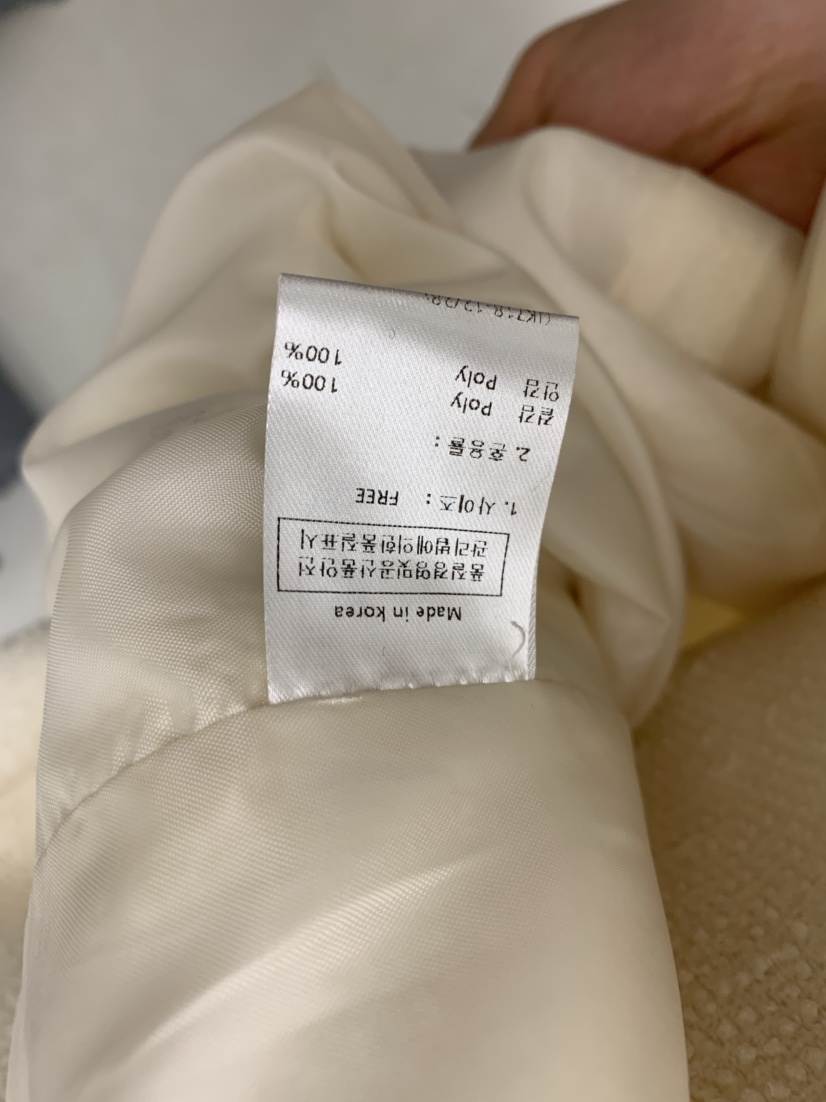 Made in korea
품질경영및공산품안전
관리법에의한품질표시
1. 사이즈 : FREE
2. 혼용률 :
겉감 Poly 100%
안감 Poly 100%